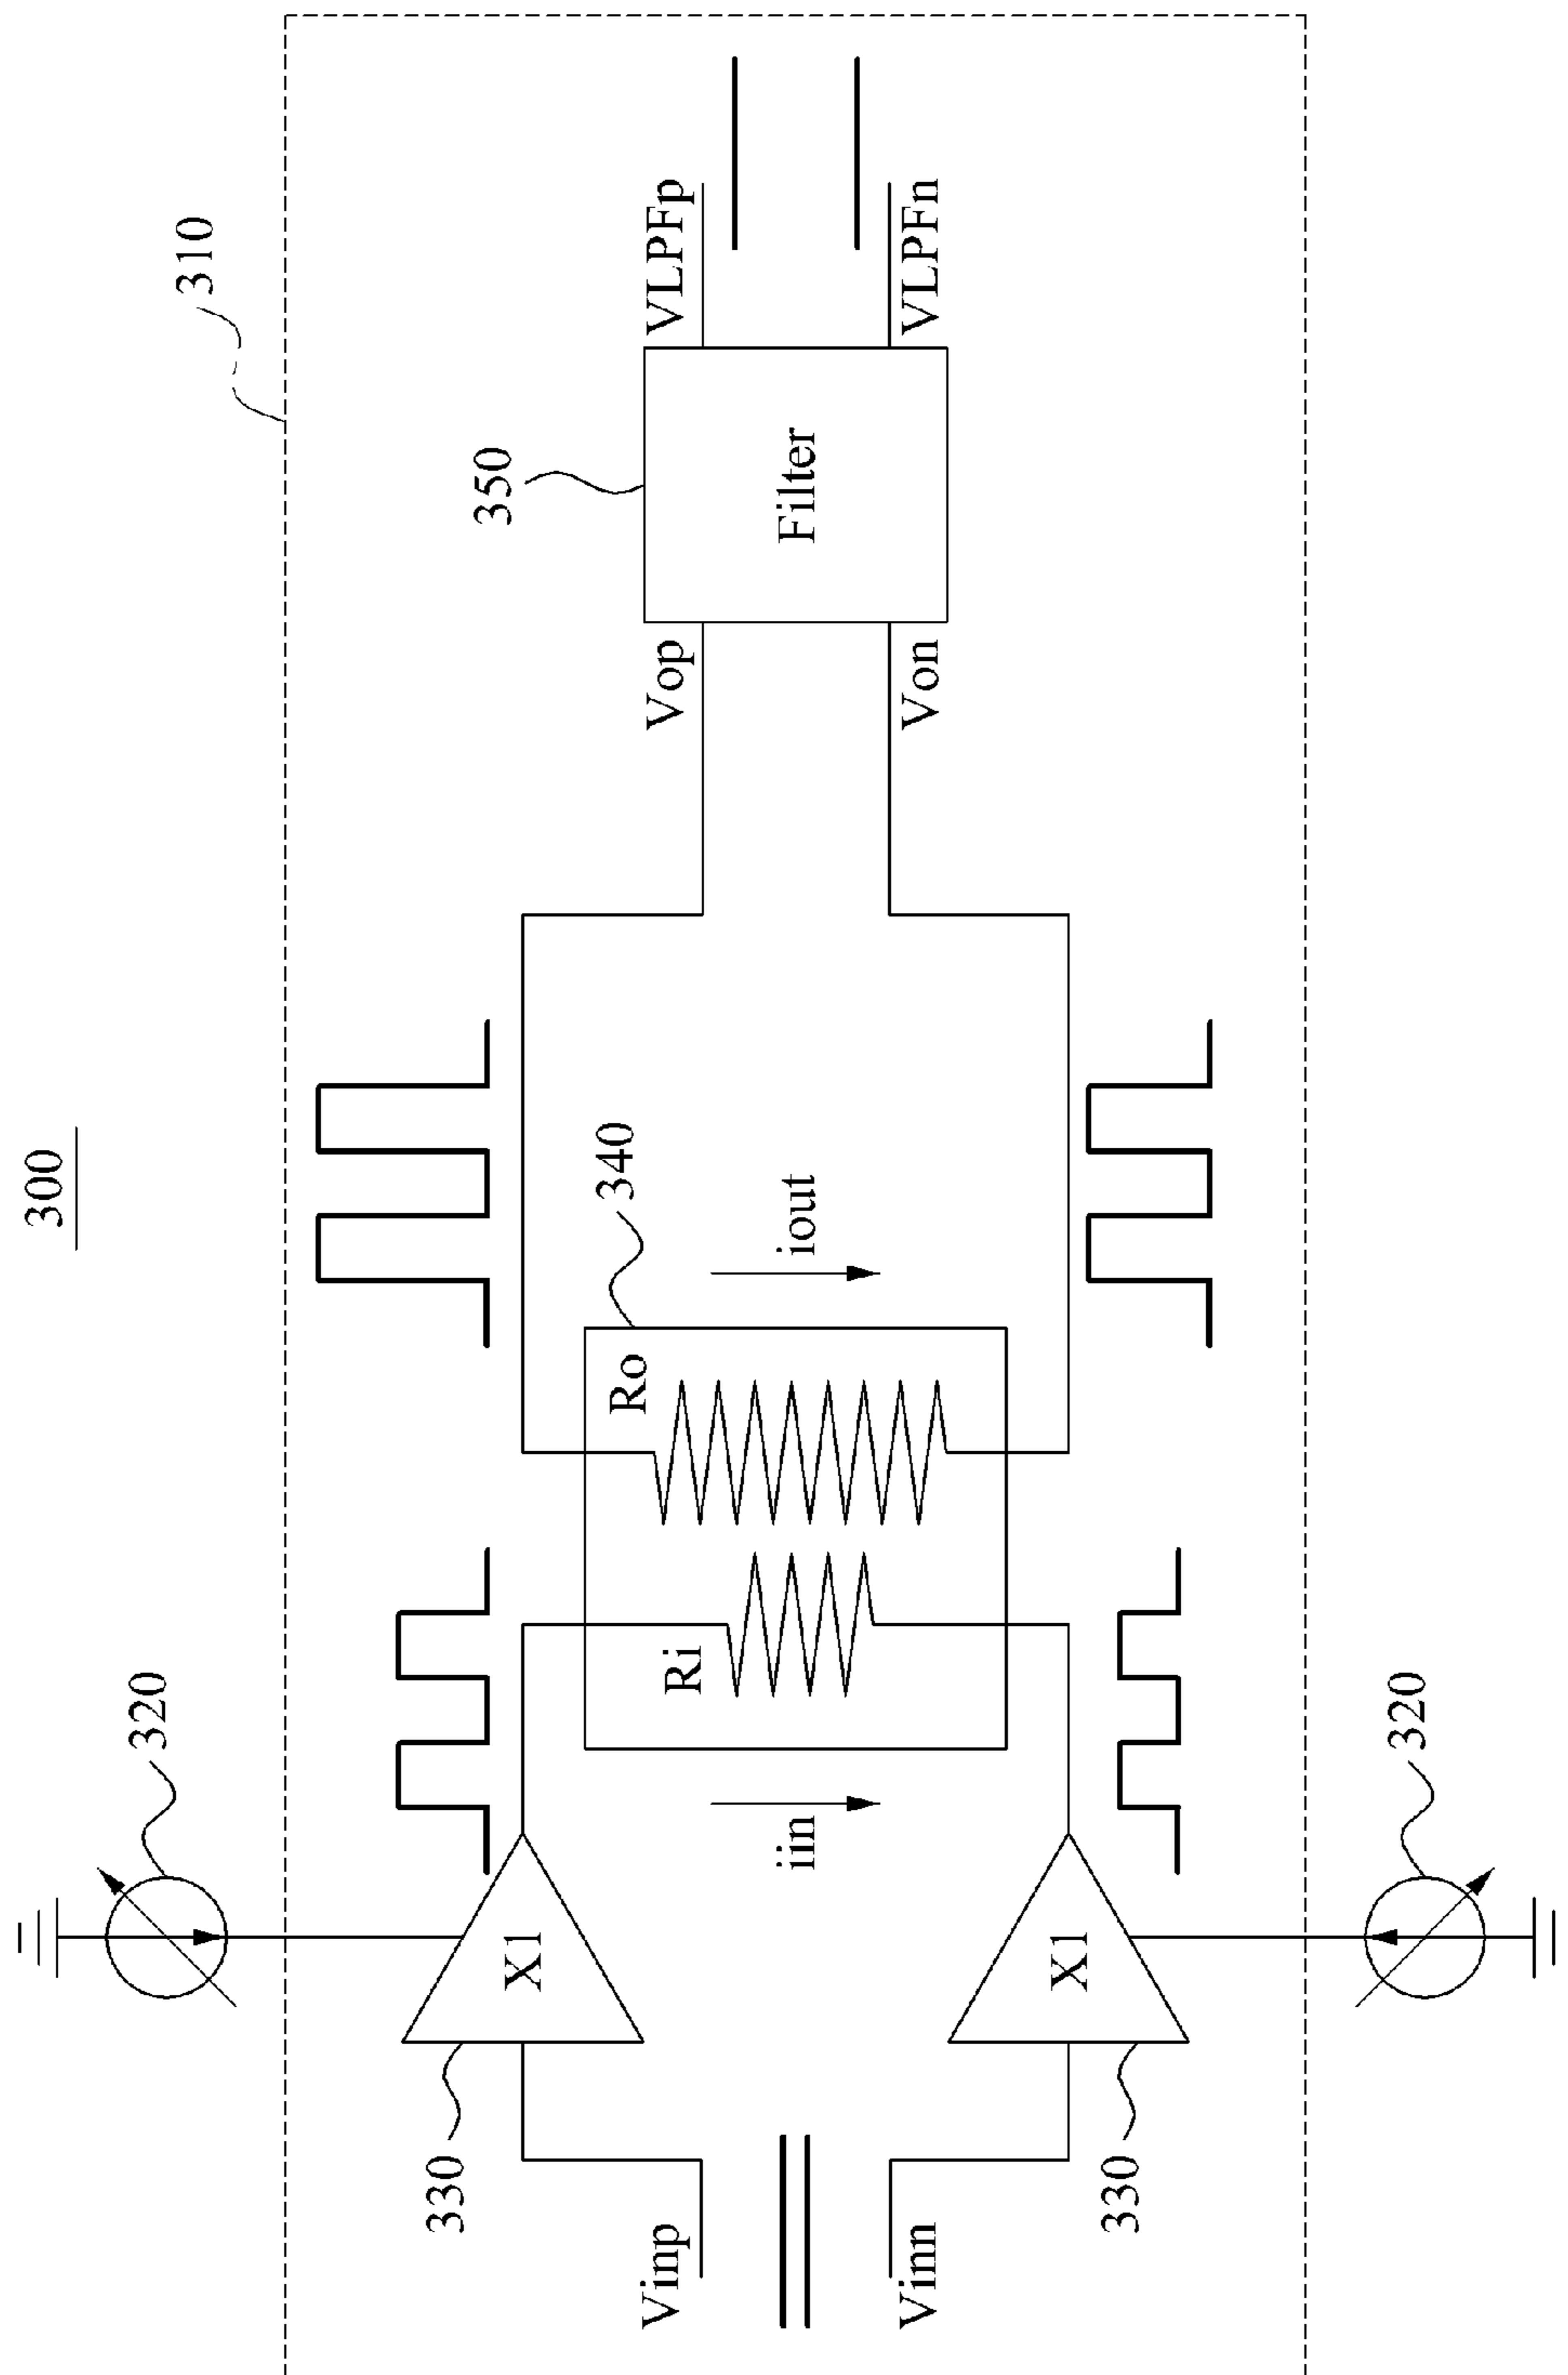 300
310
320
330
X1
Vinp
Vinn
330
X1
320
iin
Ri
Ro
340
iout
Vop
Von
350
Filter
VLPFp
VLPFn